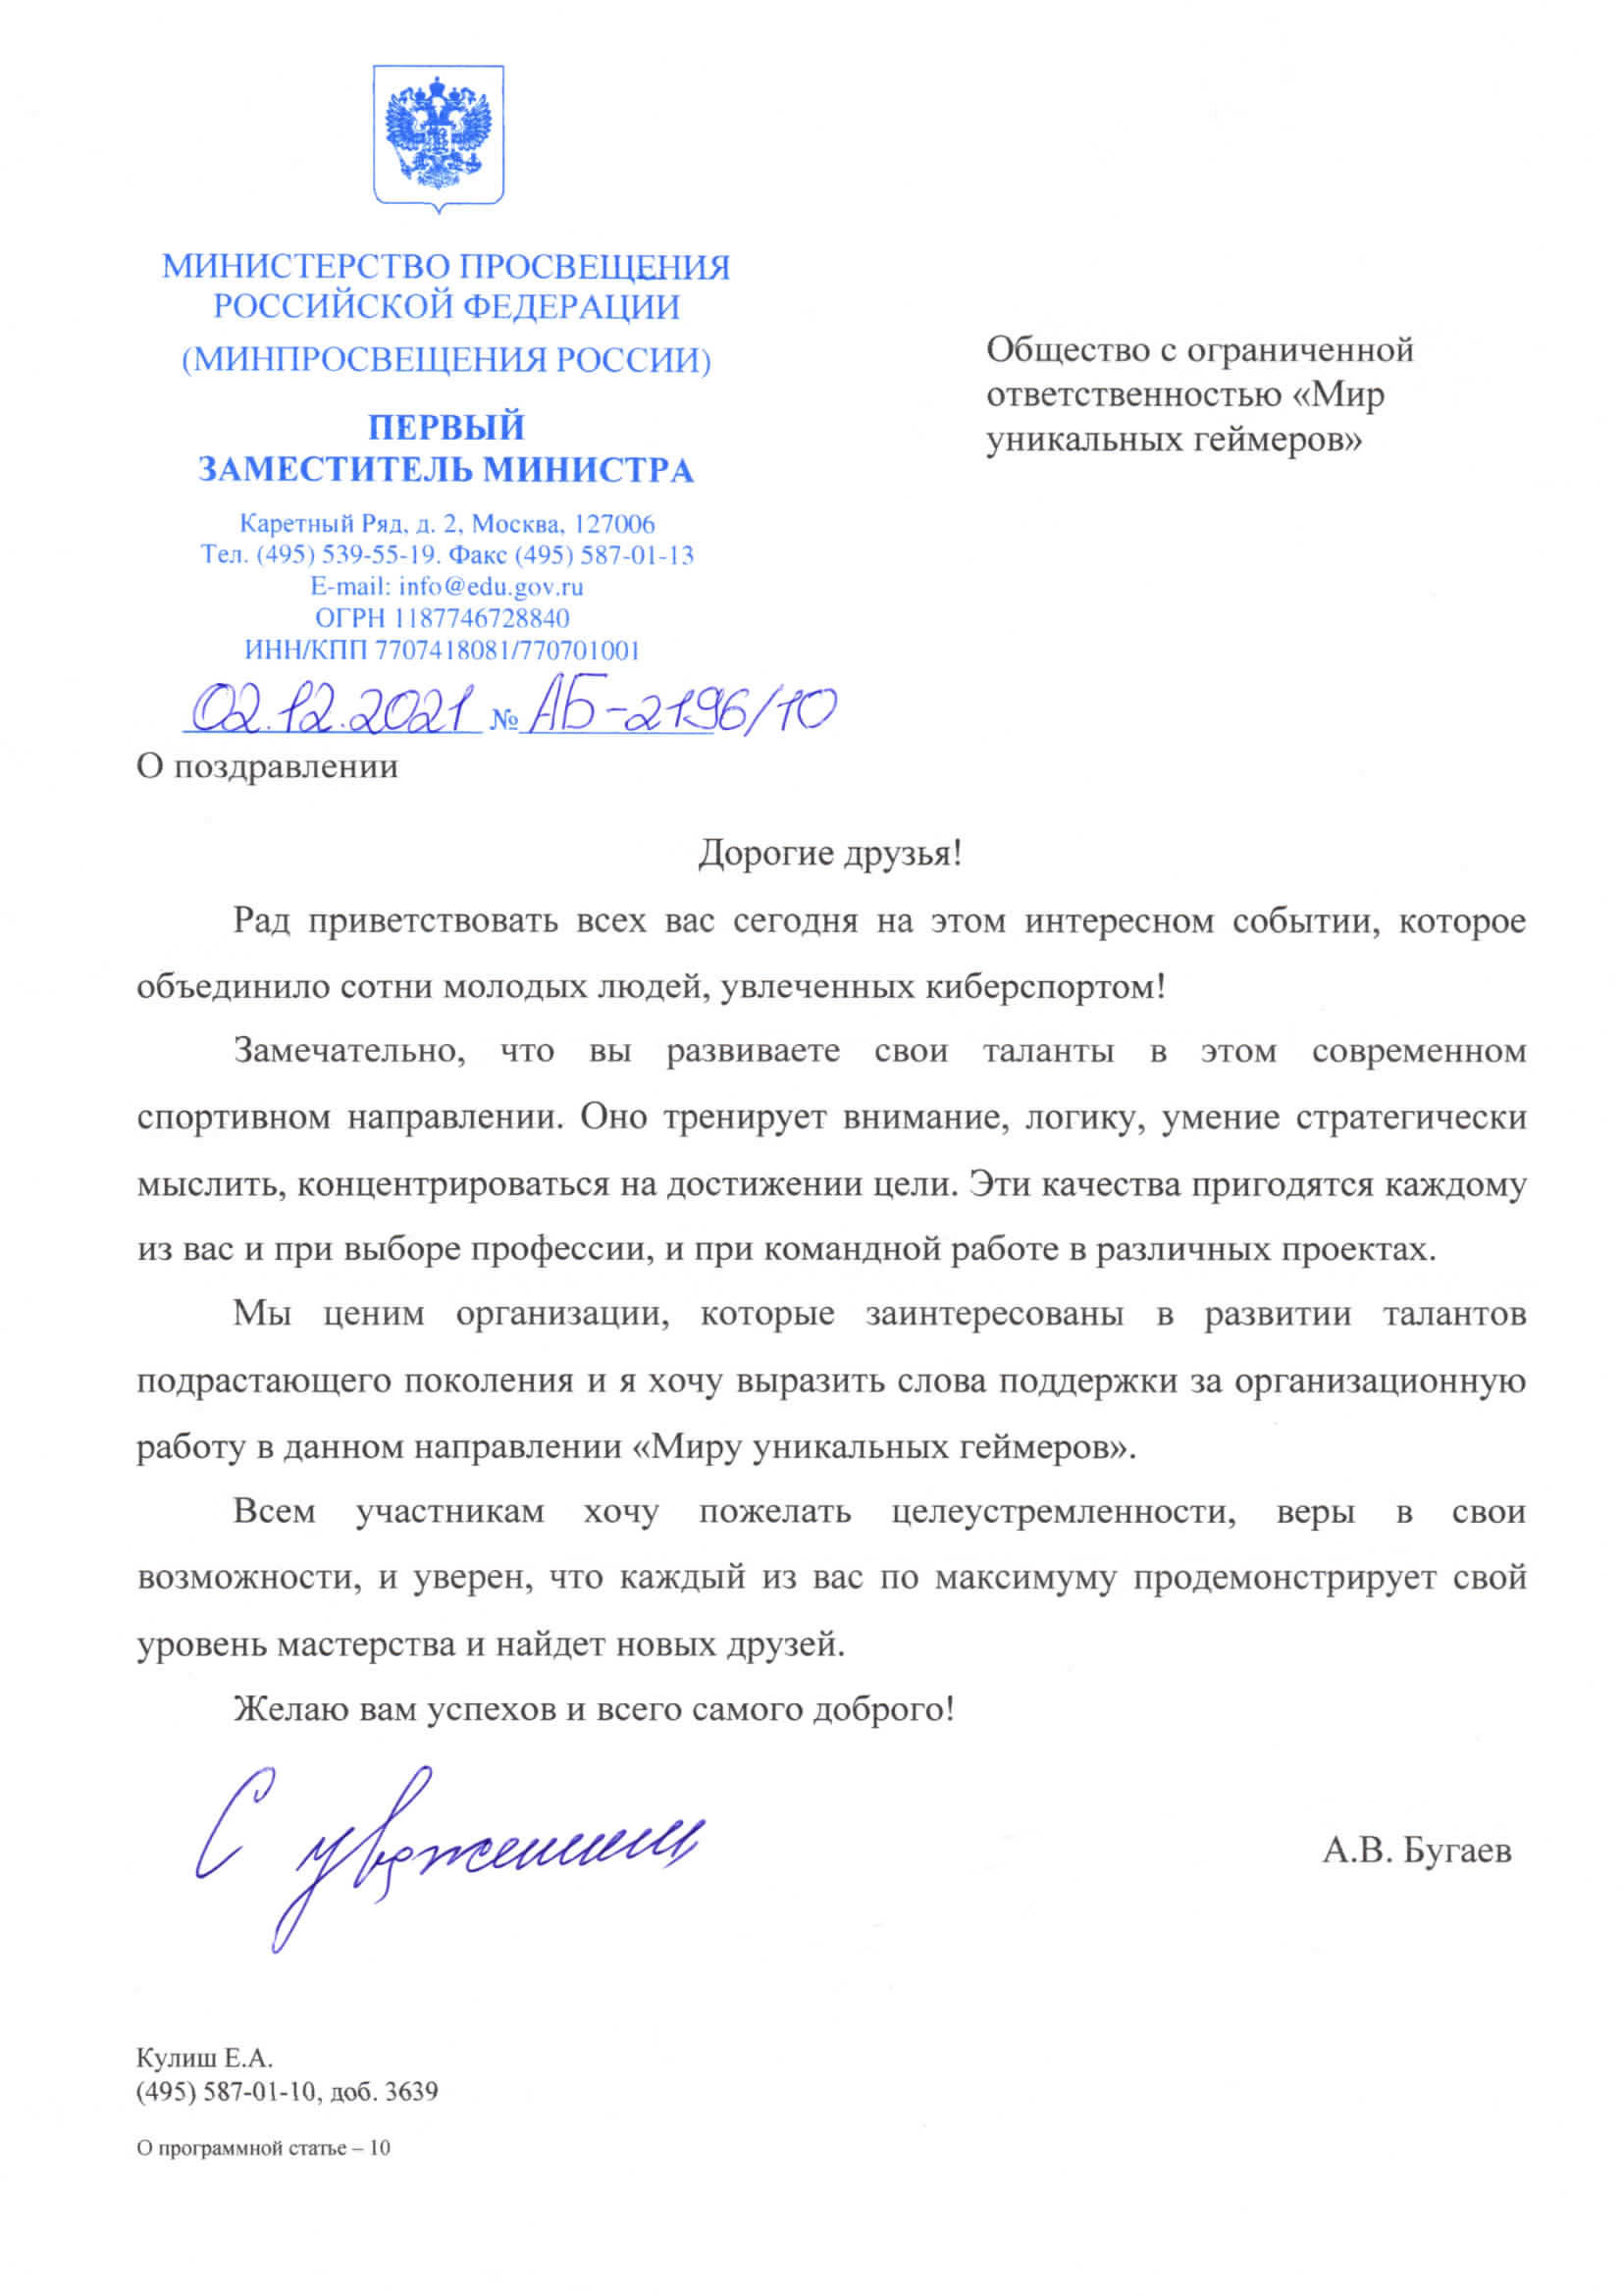 МИНИСТЕРСТВО ПРОСВЕЩЕНИЯ
РОССИЙСКОЙ ФЕДЕРАЦИИ
(МИНПРОСВЕЩЕНИЯ РОССИИ)
ПЕРВЫЙ
ЗАМЕСТИТЕЛЬ МИНИСТРА
Каретный Ряд, д. 2, Москва, 127006
Тел. (495) 539-55-19. Факс (495) 587-01-13
E-mail: info@edu.gov.ru
ОГРН 1187746728840
ИНН/КПП 7707418081/770701001
02.12.2021 № АБ-2196/10
О поздравлении
Общество с ограниченной
ответственностью «Мир
уникальных геймеров»
Дорогие друзья!
Рад приветствовать всех вас сегодня на этом интересном событии, которое
объединило сотни молодых людей, увлеченных киберспортом!
Замечательно, что вы развиваете свои таланты в этом современном
спортивном направлении. Оно тренирует внимание, логику, умение стратегически
мыслить, концентрироваться на достижении цели. Эти качества пригодятся каждому
из вас и при выборе профессии, и при командной работе в различных проектах.
Мы ценим организации, которые заинтересованы в развитии талантов
подрастающего поколения и я хочу выразить слова поддержки за организационную
работу в данном направлении «Миру уникальных геймеров».
Всем участникам хочу пожелать целеустремленности, веры в свои
возможности, и уверен, что каждый из вас по максимуму продемонстрирует свой
уровень мастерства и найдет новых друзей.
Желаю вам успехов и всего самого доброго!
С уважением
А.В. Бугаев
Кулиш Е.А.
(495) 587-01-10, доб. 3639
О программной статье – 10